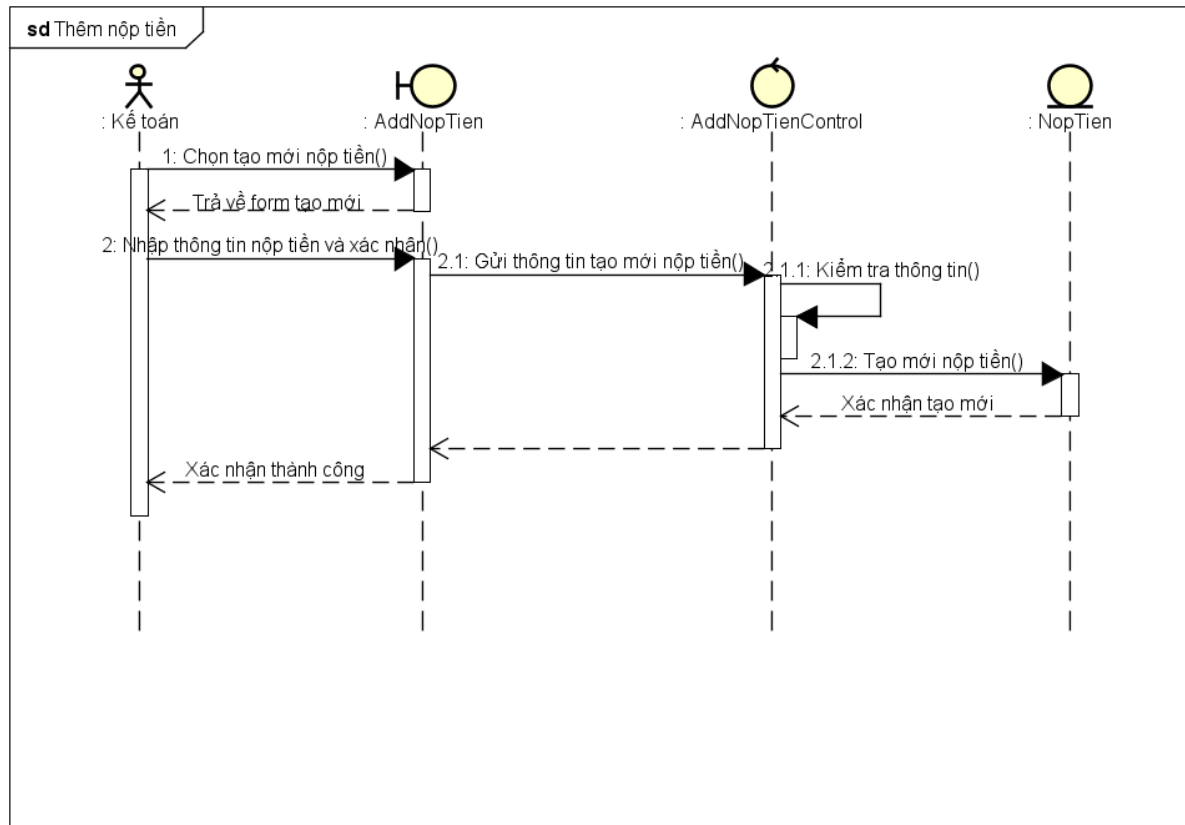 sd Thêm nộp tiền
: Kế toán
: AddNopTien
: AddNopTienControl
: NopTien
1: Chọn tạo mới nộp tiền()
Trả về form tạo mới
2: Nhập thông tin nộp tiền và xác nhận()
2.1: Gửi thông tin tạo mới nộp tiền()
2.1.1: Kiểm tra thông tin()
2.1.2: Tạo mới nộp tiền()
Xác nhận tạo mới
Xác nhận thành công